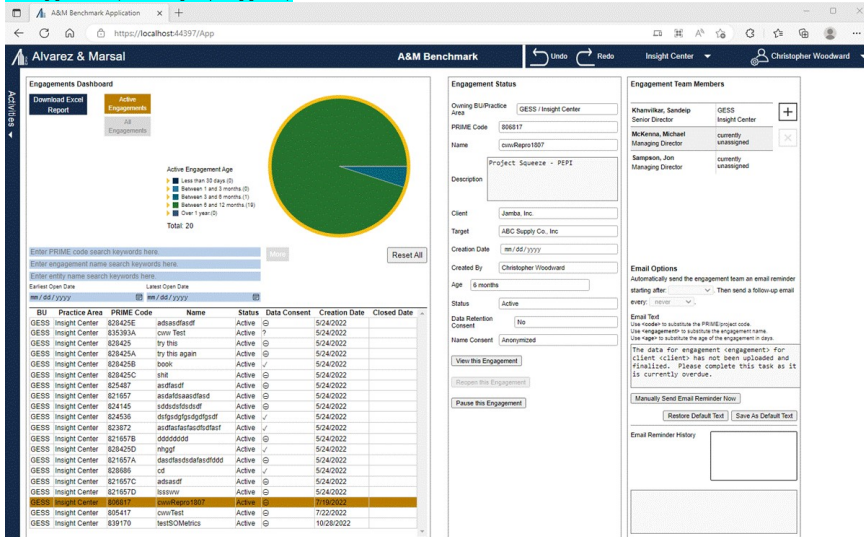 A&M Benchmark Application
https://localhost:44397/App
Alvarez & Marsal
A&M Benchmark
Undo
Redo
Insight Center
Christopher Woodward
Activities
Engagements Dashboard
Download Excel Report
Active Engagements
All Engagements
Active Engagement Age
Less than 30 days.(0)
Between 1 and 3 months.(0)
Between 3 and 6 months.(1)
Between 6 and 12 months.(19)
Over 1 year.(0)
Total: 20
Enter PRIME code search keywords here.
Enter engagement name search keywords here.
Enter entity name search keywords here.
More
Reset All
Earliest Open Date
Latest Open Date
mm/dd/yyyy
mm/dd/yyyy
BU Practice Area PRIME Code Name Status Data Consent Creation Date Closed Date
GESS Insight Center 828425E adsasdfasdf Active 5/24/2022
GESS Insight Center 835393A cww Test Active ? 5/24/2022
GESS Insight Center 828425 try this Active 5/24/2022
GESS Insight Center 828425A try this again Active 5/24/2022
GESS Insight Center 828425B book Active ✓ 5/24/2022
GESS Insight Center 828425C shit Active 5/24/2022
GESS Insight Center 825487 asdfasdf Active 5/24/2022
GESS Insight Center 821657 asdafdsaasdfasd Active 5/24/2022
GESS Insight Center 824145 sddsdsfdsdsdf Active 5/24/2022
GESS Insight Center 824536 dsfgsdgfgsdgdfgsdf Active ✓ 5/24/2022
GESS Insight Center 823872 asdfasfasfasdfsdfasf Active ✓ 5/24/2022
GESS Insight Center 821657B dddddddd Active 5/24/2022
GESS Insight Center 828425D nhggf Active ✓ 5/24/2022
GESS Insight Center 821657A dasdfasdsdafasdfddd Active 5/24/2022
GESS Insight Center 828686 cd Active ✓ 5/24/2022
GESS Insight Center 821657C adsasdf Active 5/24/2022
GESS Insight Center 821657D lsssww Active 5/24/2022
GESS Insight Center 806817 cwwRepro1807 Active 7/19/2022
GESS Insight Center 805417 cwwTest Active 7/22/2022
GESS Insight Center 839170 testSOMetrics Active 10/28/2022
Engagement Status
Owning BU/Practice Area
GESS / Insight Center
PRIME Code
806817
Name
cwwRepro1807
Description
Project Squeeze - PEPI
Client
Jamba, Inc.
Target
ABC Supply Co., Inc
Creation Date
mm/dd/yyyy
Created By
Christopher Woodward
Age
6 months
Status
Active
Data Retention Consent
No
Name Consent
Anonymized
View this Engagement
Reopen this Engagement
Pause this Engagement
Engagement Team Members
Khanvilkar, Sandeip
Senior Director
GESS
Insight Center
McKenna, Michael
Managing Director
currently
unassigned
Sampson, Jon
Managing Director
currently
unassigned
Email Options
Automatically send the engagement team an email reminder
starting after: . Then send a follow-up email
every: never .
Email Text
Use <code> to substitute the PRIME/project code.
Use <engagement> to substitute the engagement name.
Use <age> to substitute the age of the engagement in days.
The data for engagement <engagement> for
client <client> has not been uploaded and
finalized. Please complete this task as it
is currently overdue.
Manually Send Email Reminder Now
Restore Default Text
Save As Default Text
Email Reminder History